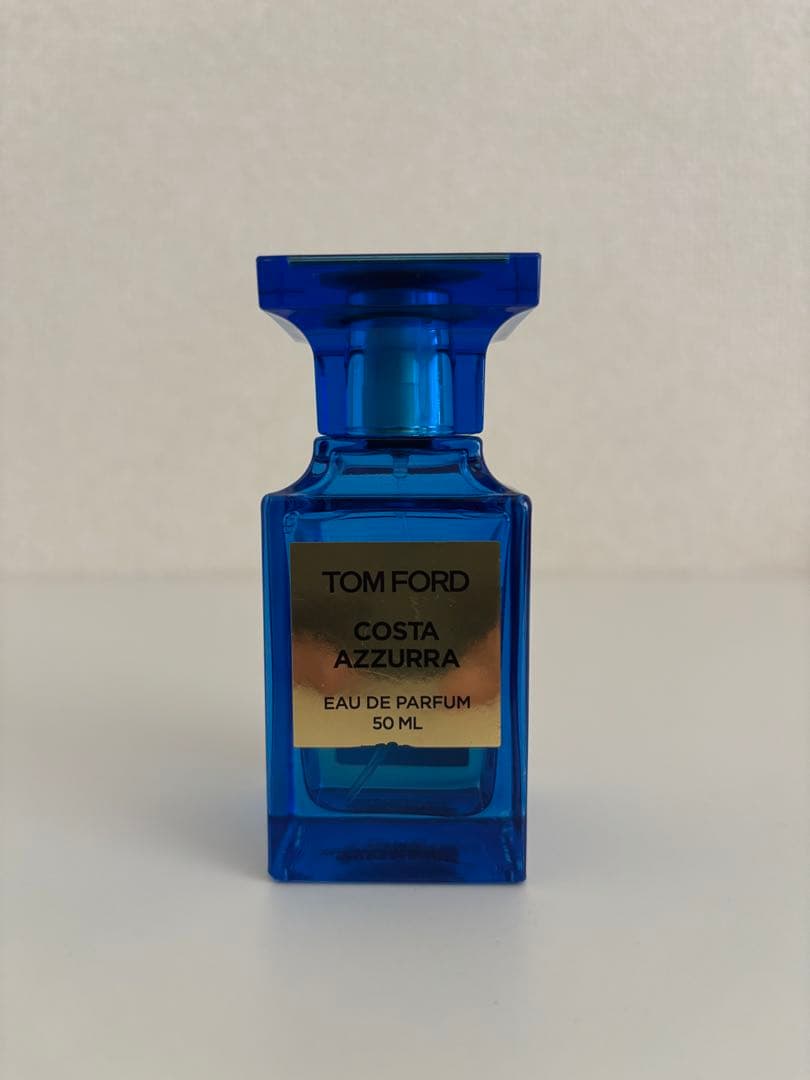 TOM FORD
COSTA
AZZURRA
EAU DE PARFUM
50 ML